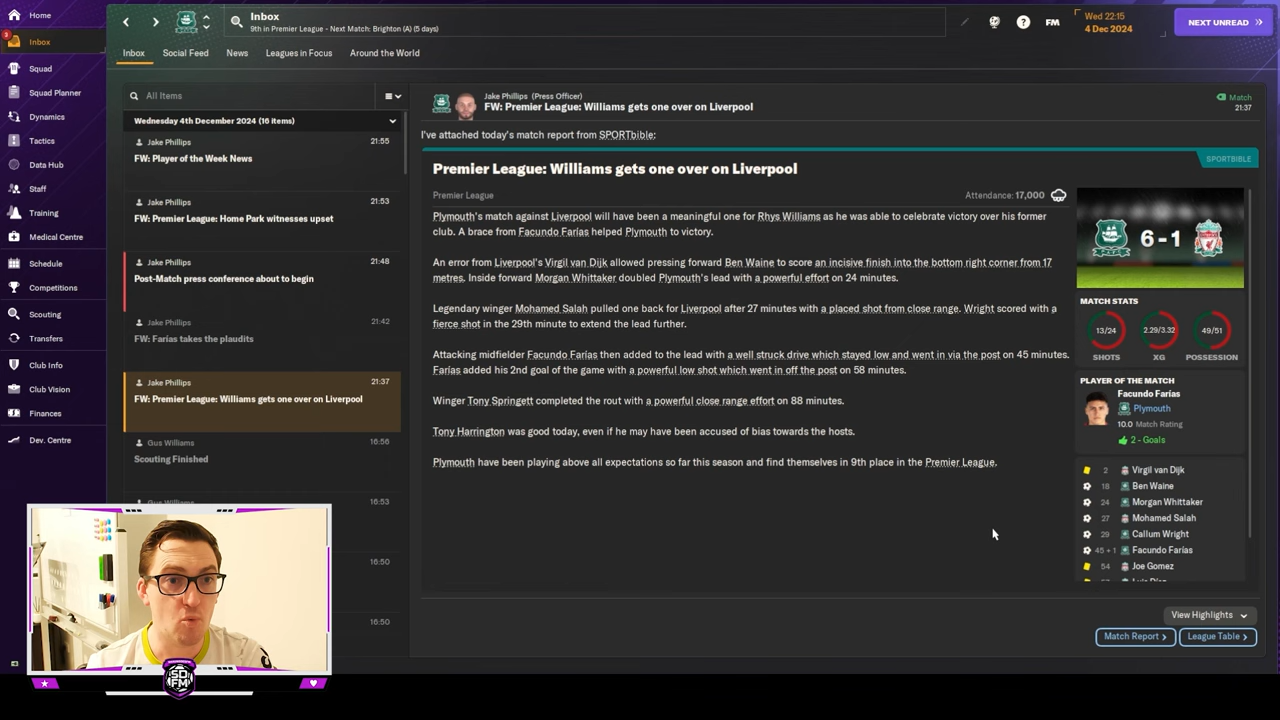 Home
3
Inbox
Squad
Squad Planner
Dynamics
Tactics
Data Hub
Staff
Training
Medical Centre
Schedule
Competitions
Scouting
Transfers
Club Info
Club Vision
Finances
Dev. Centre
Inbox
9th in Premier League - Next Match: Brighton (A) (5 days)
?
FM
Wed 22:15
4 Dec 2024
NEXT UNREAD
Inbox
Social Feed
News
Leagues in Focus
Around the World
All Items
Wednesday 4th December 2024 (16 items)
Jake Phillips 21:55
FW: Player of the Week News
Jake Phillips 21:53
FW: Premier League: Home Park witnesses upset
Jake Phillips 21:48
Post-Match press conference about to begin
Jake Phillips 21:42
FW: Farías takes the plaudits
Jake Phillips 21:37
FW: Premier League: Williams gets one over on Liverpool
Gus Williams 16:56
Scouting Finished
Gus Williams 16:53
16:50
16:50
Jake Phillips (Press Officer)
FW: Premier League: Williams gets one over on Liverpool
Match
21:37
I've attached today's match report from SPORTbible:
SPORTBIBLE
Premier League: Williams gets one over on Liverpool
Premier League
Attendance: 17,000
Plymouth's match against Liverpool will have been a meaningful one for Rhys Williams as he was able to celebrate victory over his former
club. A brace from Facundo Farías helped Plymouth to victory.
An error from Liverpool's Virgil van Dijk allowed pressing forward Ben Waine to score an incisive finish into the bottom right corner from 17
metres. Inside forward Morgan Whittaker doubled Plymouth's lead with a powerful effort on 24 minutes.
Legendary winger Mohamed Salah pulled one back for Liverpool after 27 minutes with a placed shot from close range. Wright scored with a
fierce shot in the 29th minute to extend the lead further.
Attacking midfielder Facundo Farías then added to the lead with a well struck drive which stayed low and went in via the post on 45 minutes.
Farías added his 2nd goal of the game with a powerful low shot which went in off the post on 58 minutes.
Winger Tony Springett completed the rout with a powerful close range effort on 88 minutes.
Tony Harrington was good today, even if he may have been accused of bias towards the hosts.
Plymouth have been playing above all expectations so far this season and find themselves in 9th place in the Premier League.
6 - 1
MATCH STATS
13/24
2.29/3.32
49/51
SHOTS
XG
POSSESSION
PLAYER OF THE MATCH
Facundo Farías
Plymouth
10.0 Match Rating
2 - Goals
2 Virgil van Dijk
18 Ben Waine
24 Morgan Whittaker
27 Mohamed Salah
29 Callum Wright
45 + 1 Facundo Farías
54 Joe Gomez
View Highlights
Match Report
League Table
SD
FM